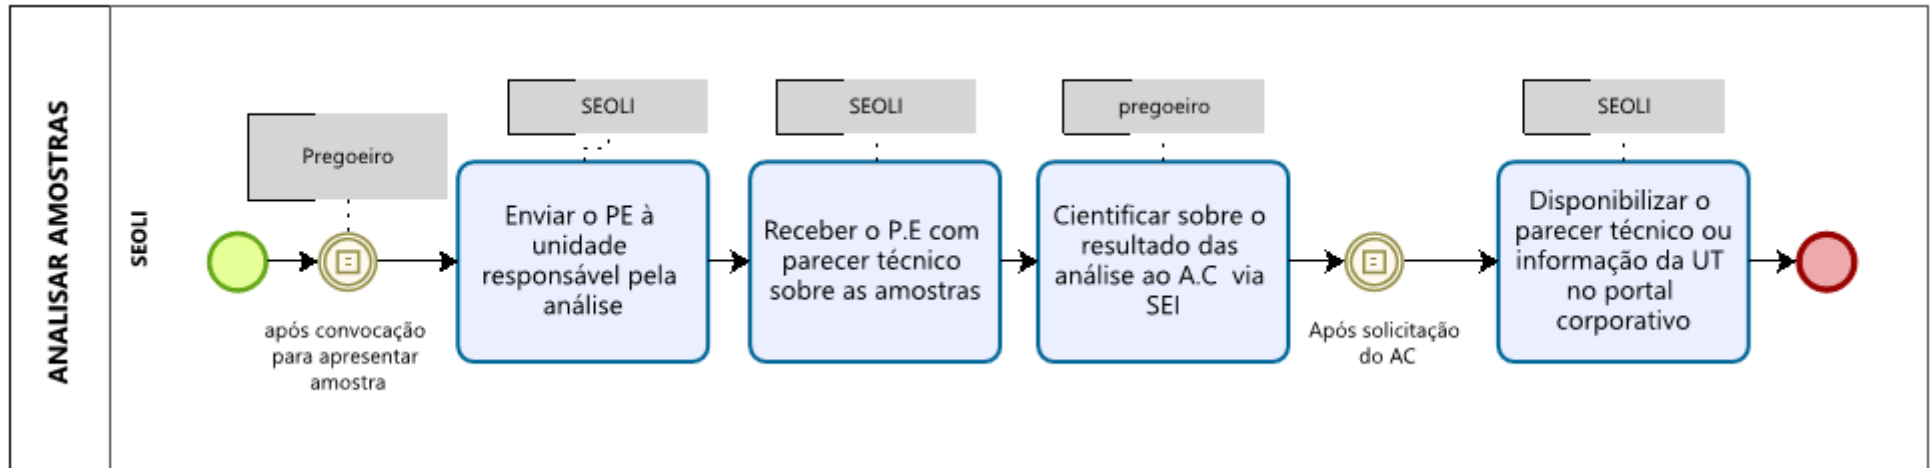 ANALISAR AMOSTRAS
SEOLI
Pregoeiro
após convocação
para apresentar
amostra
SEOLI
Enviar o PE à
unidade
responsável pela
análise
SEOLI
Receber o P.E com
parecer técnico
sobre as amostras
pregoeiro
Cientificar sobre o
resultado das
análise ao A.C via
SEI
Após solicitação
do AC
SEOLI
Disponibilizar o
parecer técnico ou
informação da UT
no portal
corporativo